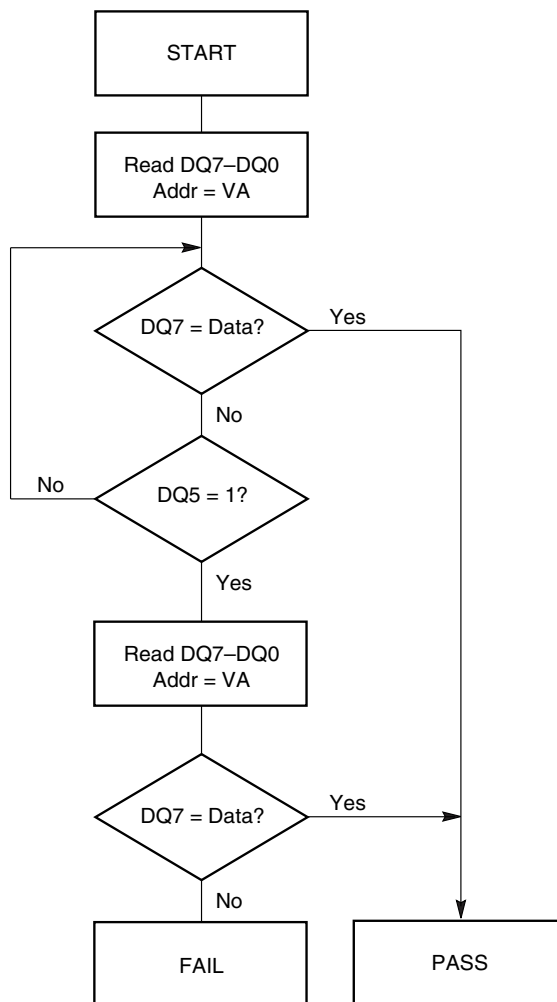 START
Read DQ7–DQ0
Addr = VA
DQ7 = Data?
Yes
No
No
DQ5 = 1?
Yes
Read DQ7–DQ0
Addr = VA
DQ7 = Data?
Yes
No
FAIL
PASS